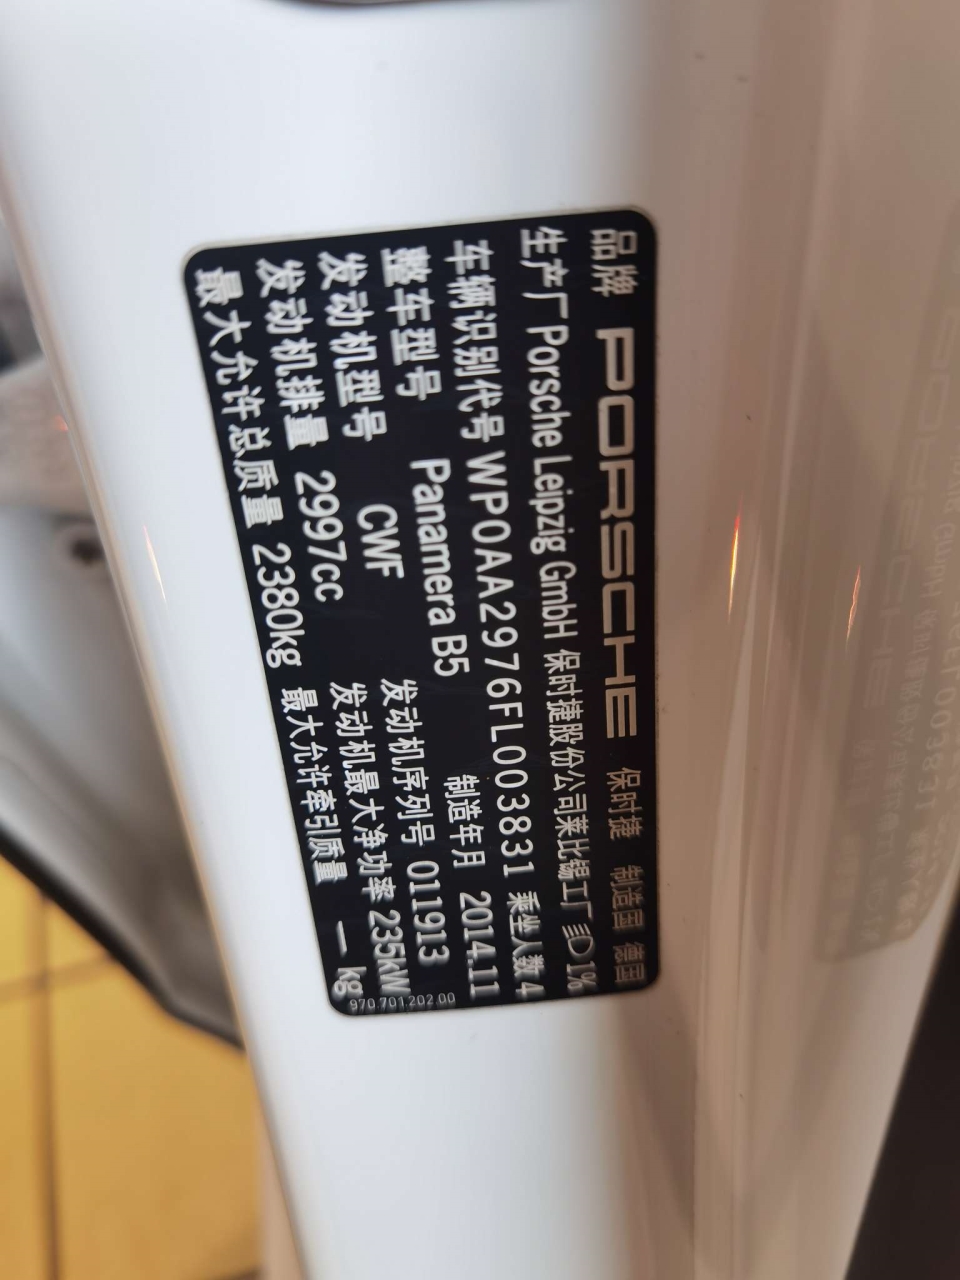 品牌 PORSCHE 保时捷 制造国 德国
生产厂 Porsche Leipzig GmbH 保时捷股份公司莱比锡工厂 1%
车辆识别代号 WP0AA2976FL003831 乘坐人数 4
整车型号 Panamera B5 制造年月 2014.11
发动机型号 CWF 发动机序列号 011913
发动机排量 2997cc 发动机最大净功率 235kW
最大允许总质量 2380kg 最大允许牵引质量 — kg
970.701.202.00